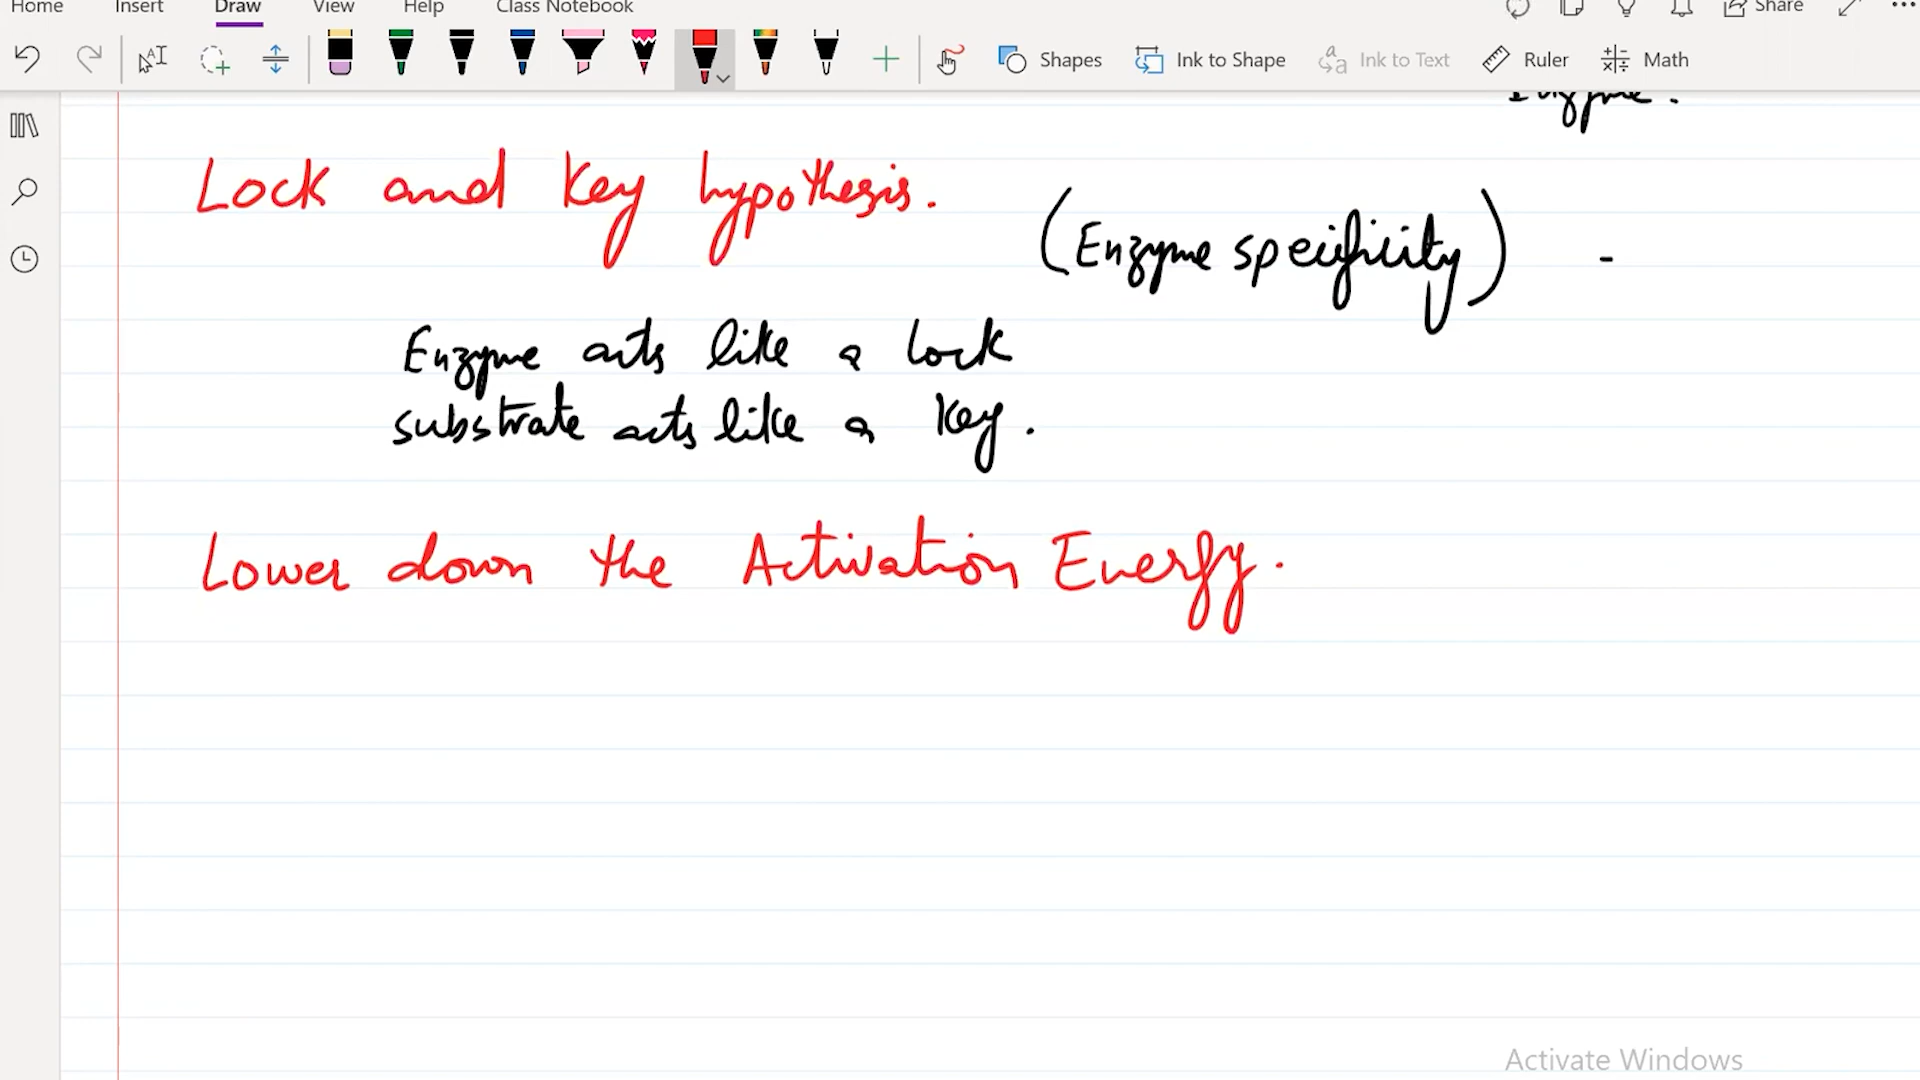 Home Insert Draw View Help Class Notebook Share
Shapes Ink to Shape Ink to Text Ruler Math
Lock and Key hypothesis.
(Enzyme specificity) -
Enzyme acts like a lock
substrate acts like a key.
Lower down the Activation Energy.
Activate Windows